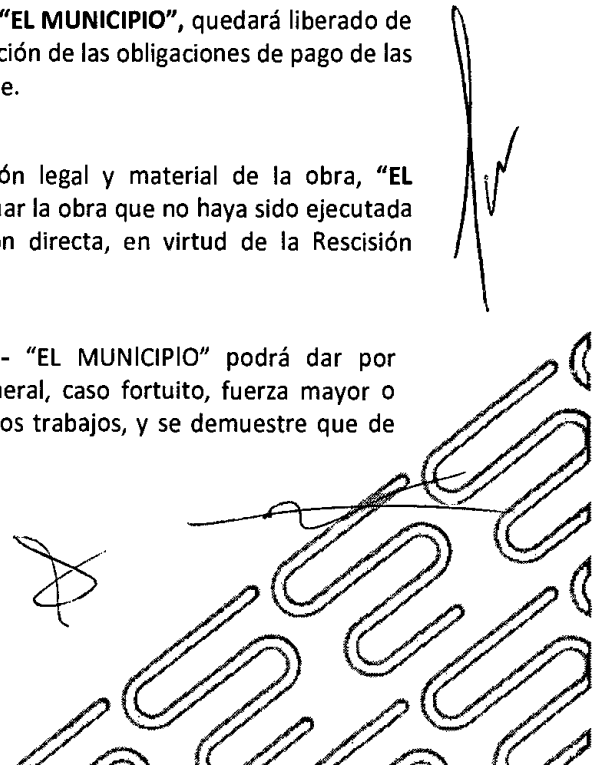 "EL MUNICIPIO", quedará liberado de
ción de las obligaciones de pago de las
e.
ón legal y material de la obra, "EL
uar la obra que no haya sido ejecutada
ón directa, en virtud de la Rescisión
- "EL MUNICIPIO" podrá dar por
neral, caso fortuito, fuerza mayor o
os trabajos, y se demuestre que de